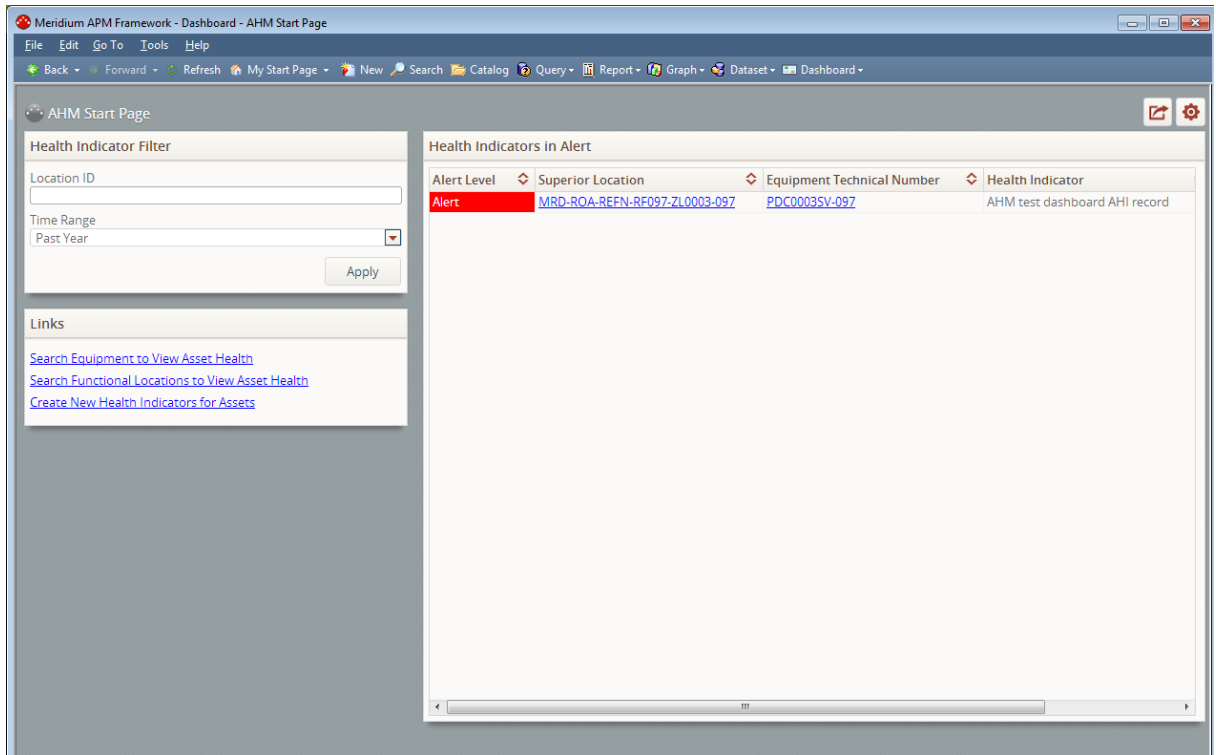 Meridium APM Framework - Dashboard - AHM Start Page
File Edit Go To Tools Help
Back Forward Refresh My Start Page New Search Catalog Query Report Graph Dataset Dashboard
AHM Start Page
Health Indicator Filter
Location ID
Time Range
Past Year
Apply
Links
Search Equipment to View Asset Health
Search Functional Locations to View Asset Health
Create New Health Indicators for Assets
Health Indicators in Alert
Alert Level Superior Location Equipment Technical Number Health Indicator
Alert MRD-ROA-REFN-RF097-ZL0003-097 PDC0003SV-097 AHM test dashboard AHI record